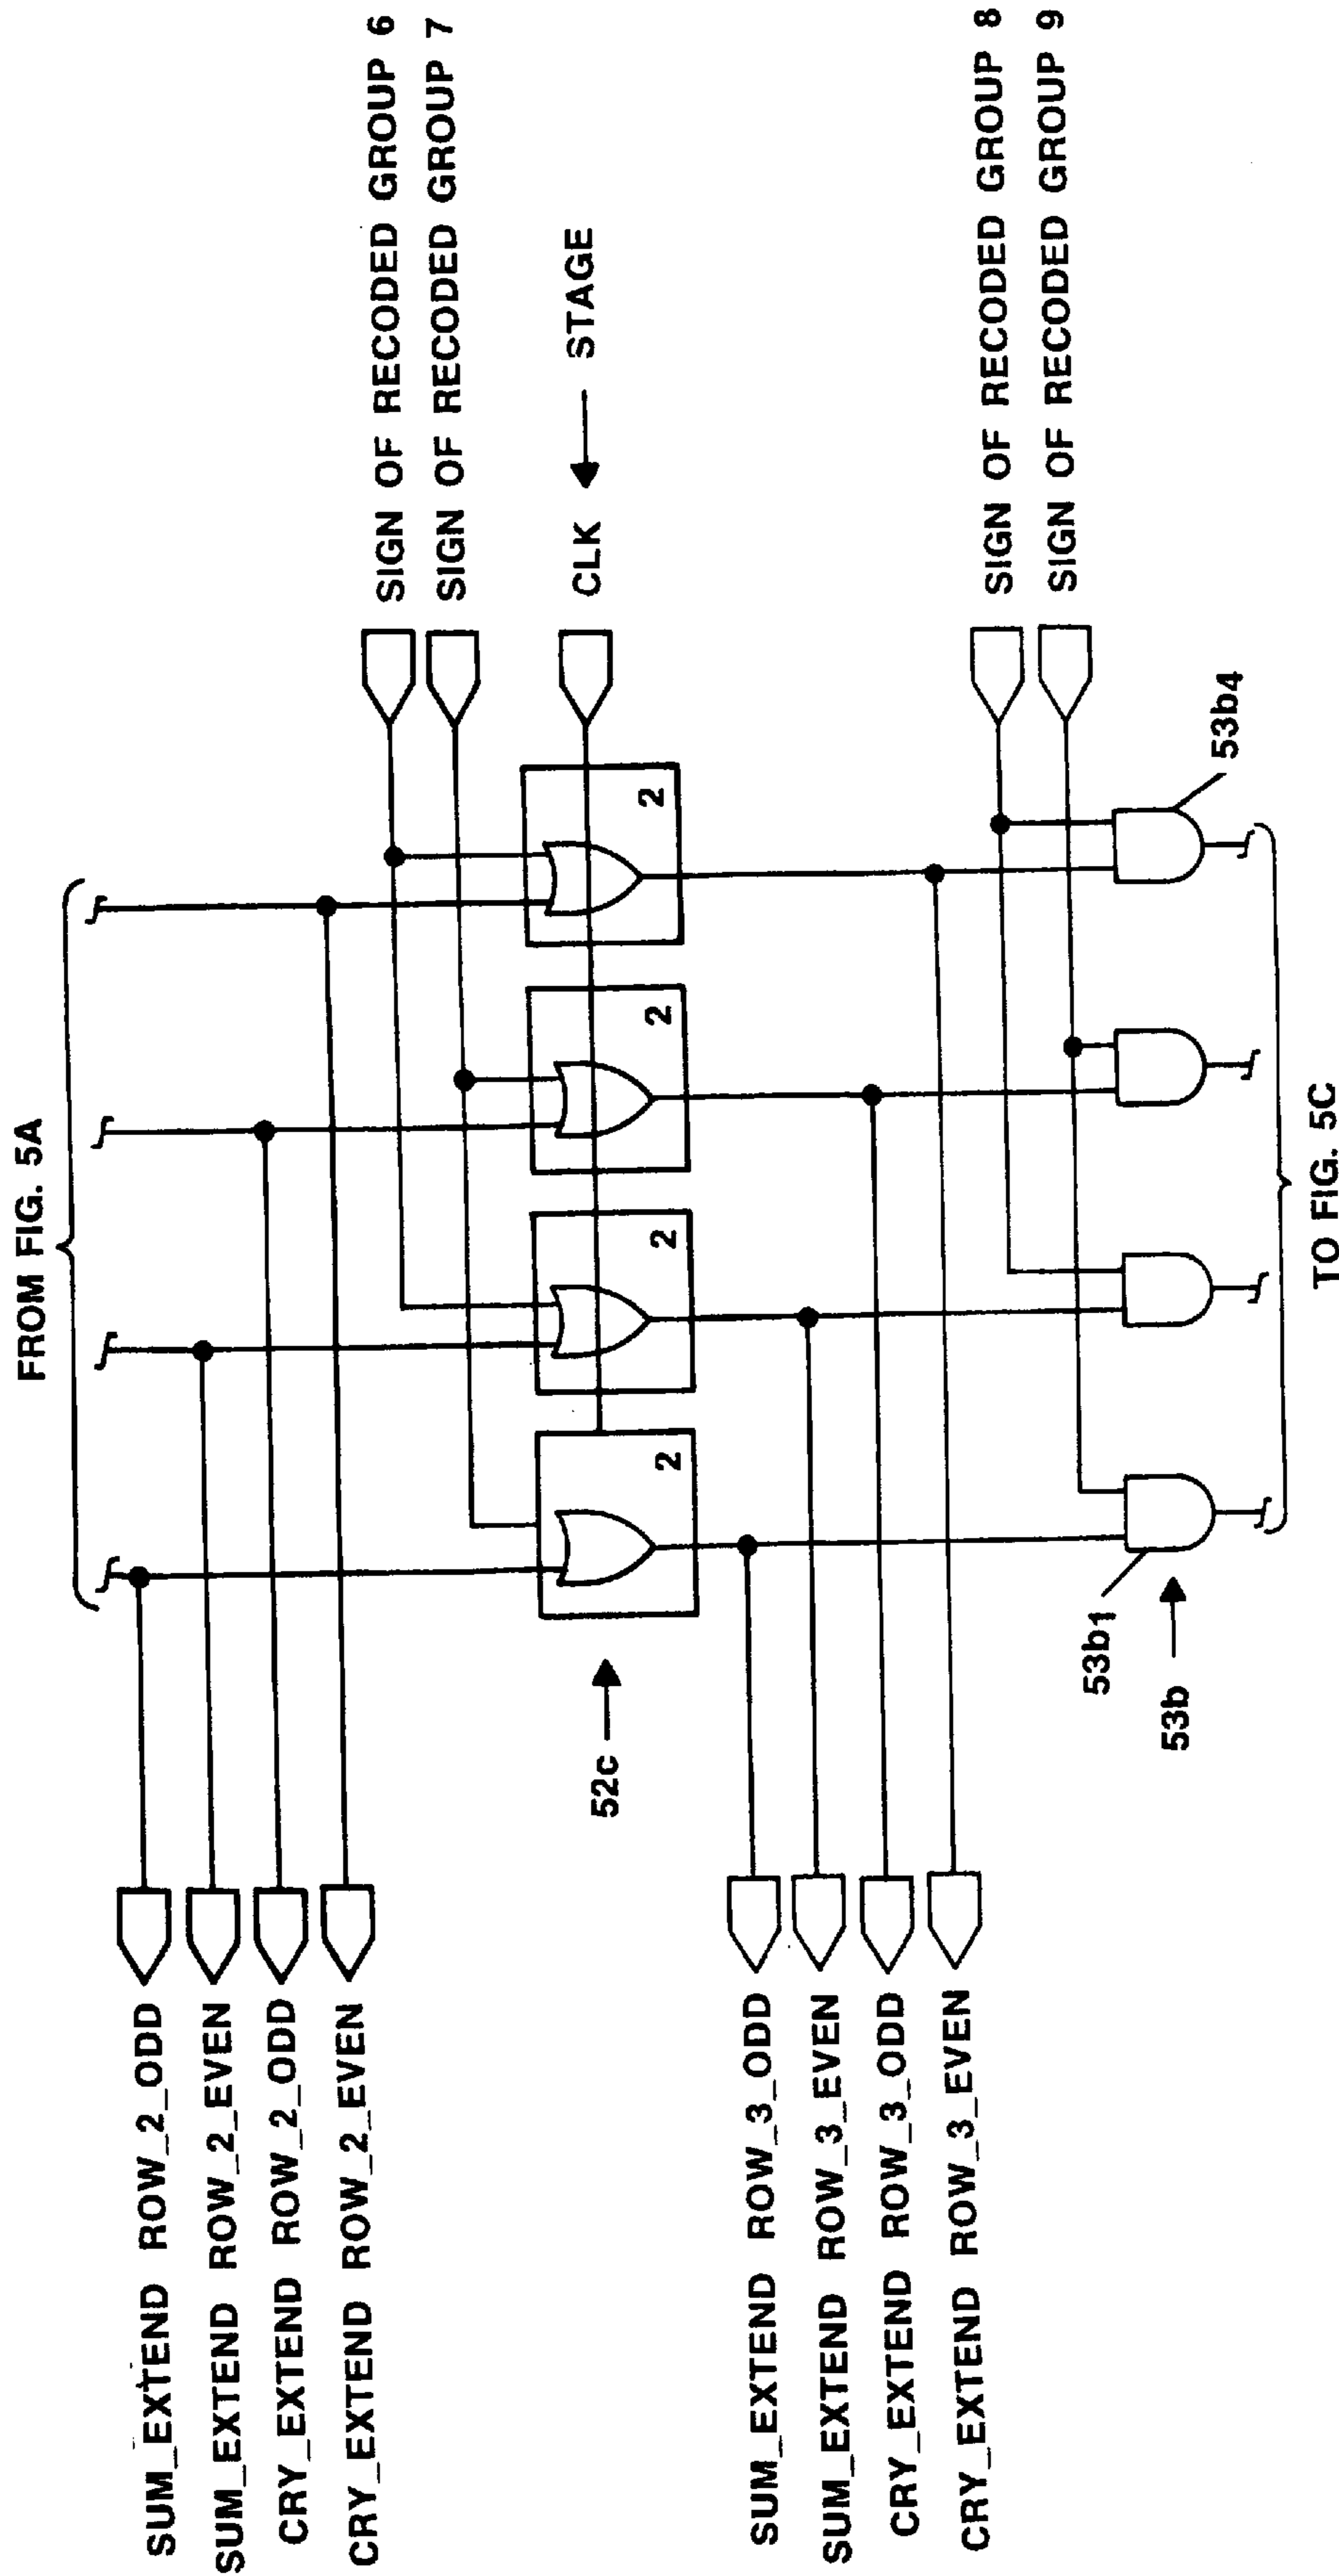 FROM FIG. 5A
SIGN OF RECODED GROUP 6
SIGN OF RECODED GROUP 7
SUM_EXTEND ROW_2_ODD
SUM_EXTEND ROW_2_EVEN
CRY_EXTEND ROW_2_ODD
CRY_EXTEND ROW_2_EVEN
CLK
STAGE
2
2
2
2
52c
SUM_EXTEND ROW_3_ODD
SUM_EXTEND ROW_3_EVEN
CRY_EXTEND ROW_3_ODD
CRY_EXTEND ROW_3_EVEN
SIGN OF RECODED GROUP 8
SIGN OF RECODED GROUP 9
53b1
53b4
53b
TO FIG. 5C